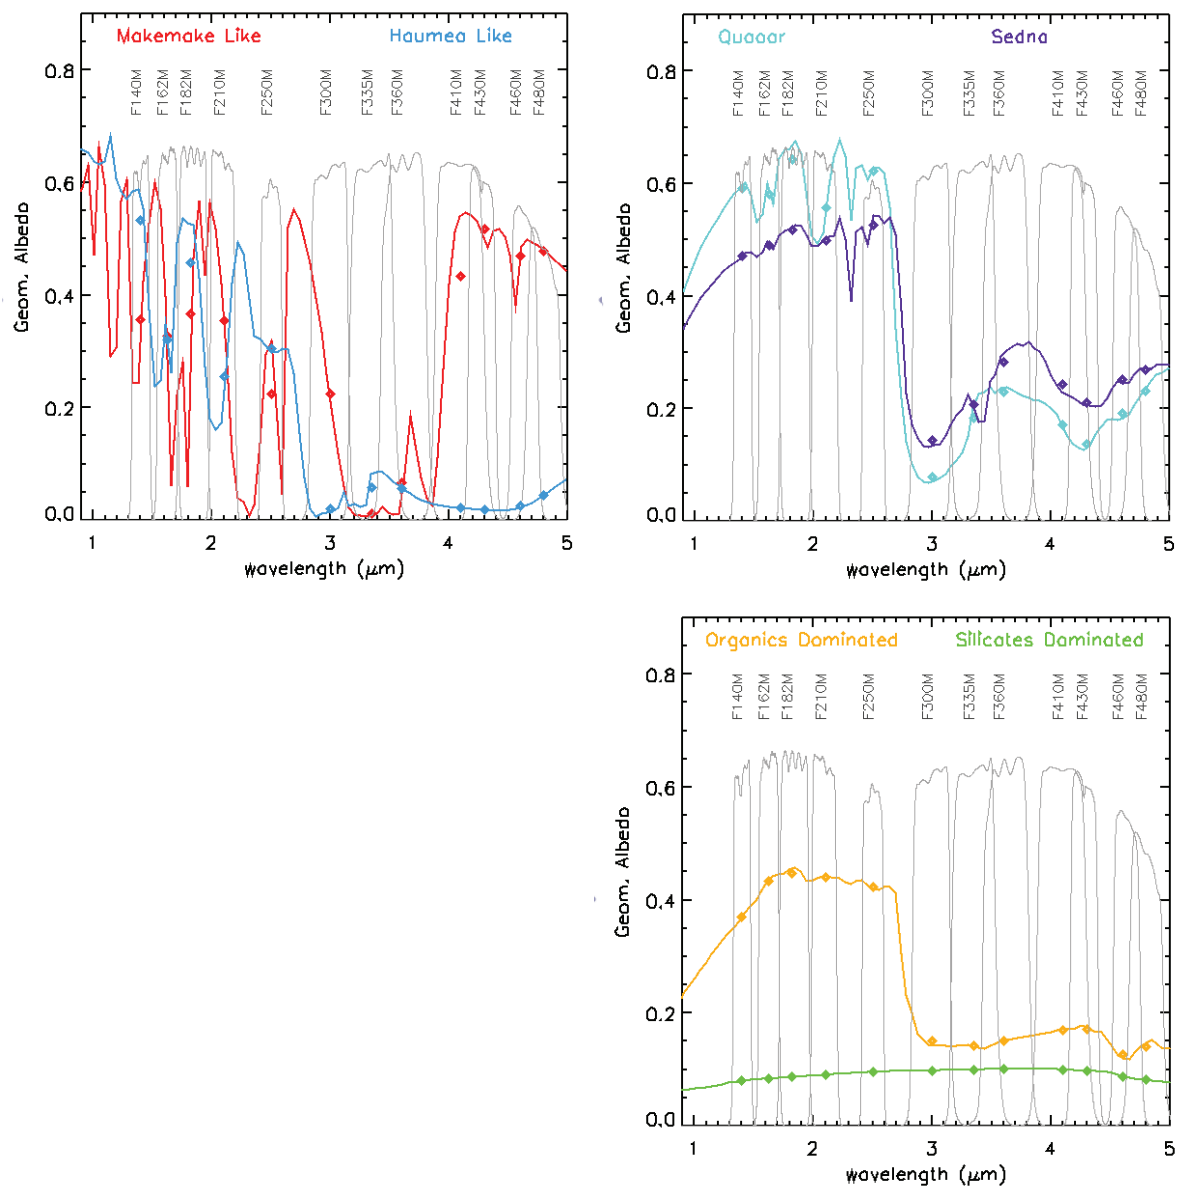 Makemake Like Haumea Like
F140M F162M F182M F210M F250M F300M F335M F360M F410M F430M F460M F480M
Geom. Albedo
0.8
0.6
0.4
0.2
0.0
1 2 3 4 5
wavelength (μm)
Quaoar Sedna
F140M F162M F182M F210M F250M F300M F335M F360M F410M F430M F460M F480M
Geom. Albedo
0.8
0.6
0.4
0.2
0.0
1 2 3 4 5
wavelength (μm)
Organics Dominated Silicates Dominated
F140M F162M F182M F210M F250M F300M F335M F360M F410M F430M F460M F480M
Geom. Albedo
0.8
0.6
0.4
0.2
0.0
1 2 3 4 5
wavelength (μm)